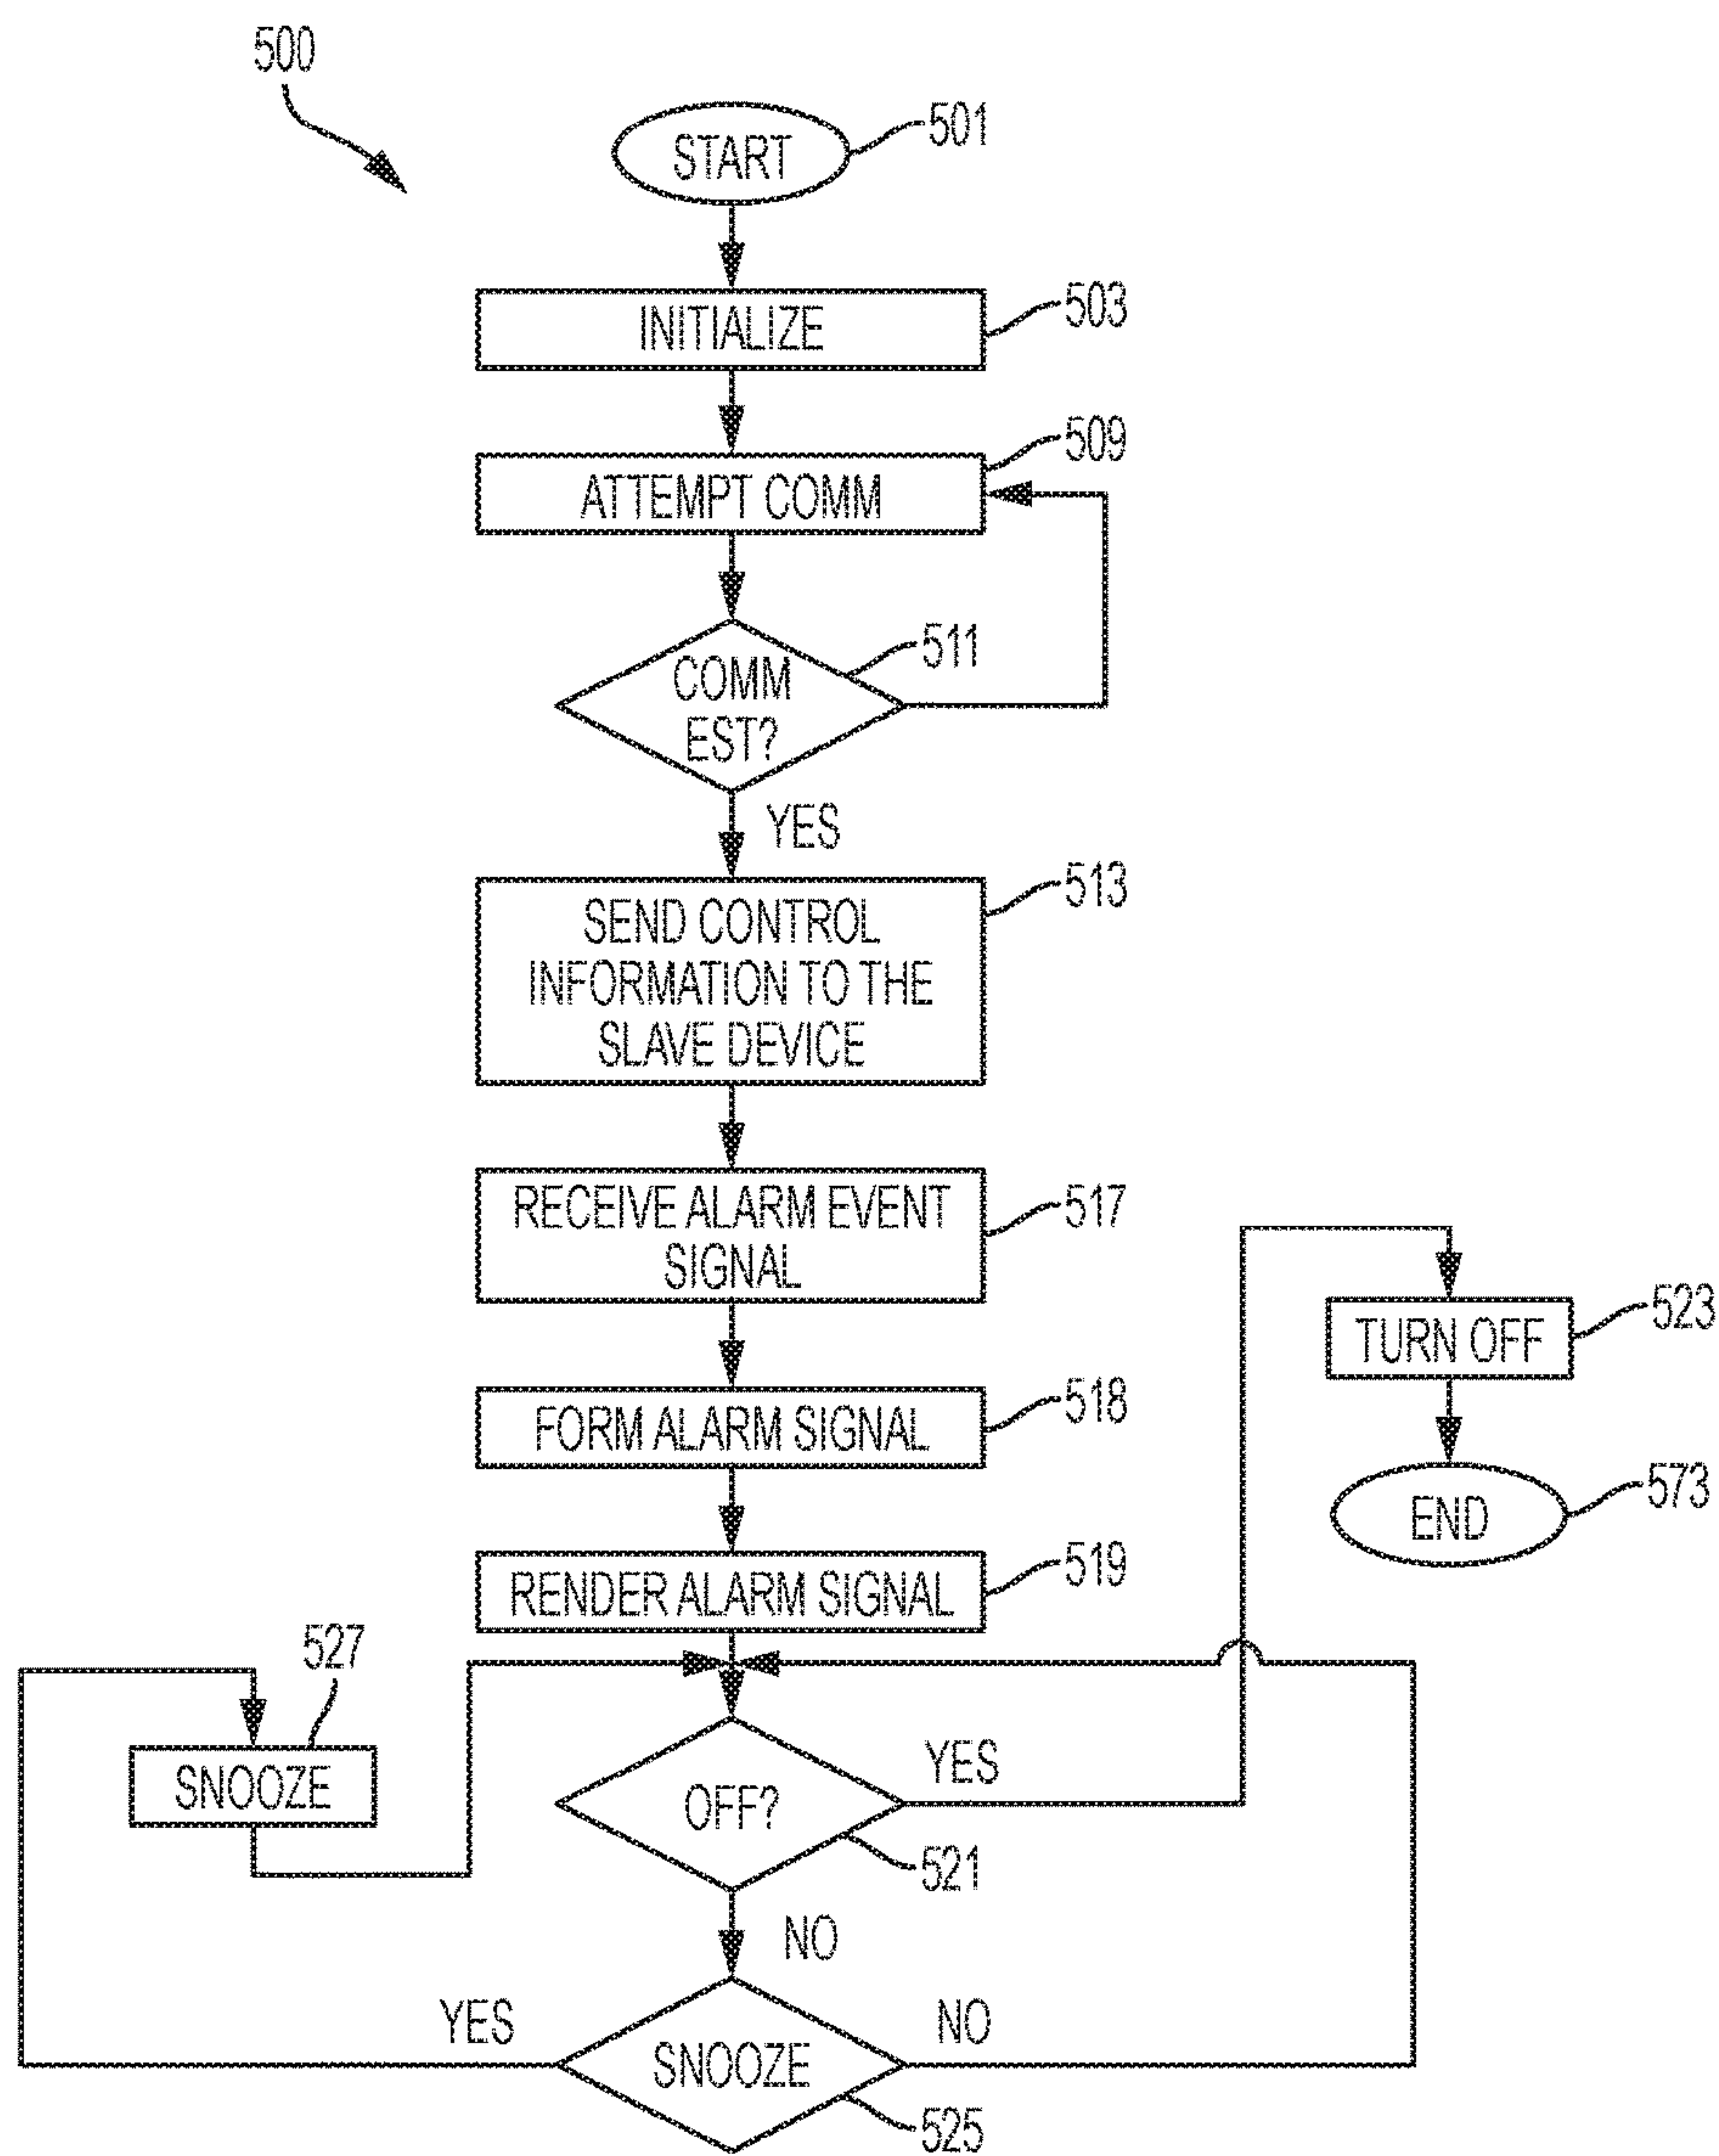 500
START
501
INITIALIZE
503
ATTEMPT COMM
509
COMM
EST?
511
YES
SEND CONTROL
INFORMATION TO THE
SLAVE DEVICE
513
RECEIVE ALARM EVENT
SIGNAL
517
FORM ALARM SIGNAL
518
RENDER ALARM SIGNAL
519
TURN OFF
523
END
573
527
SNOOZE
OFF?
YES
521
NO
YES
SNOOZE
NO
525